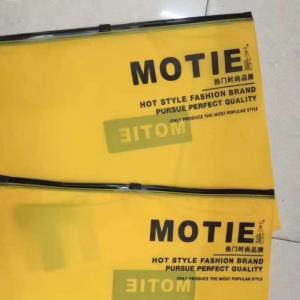 MOTIE
热门时尚品牌
HOT STYLE FASHION BRAND
PURSUE PERFECT QUALITY
ONLY PRODUCE THE MOST POPULAR STYLE
MOTIE
MOTIE
热门时尚品牌
HOT STYLE FASHION BRAND
PURSUE PERFECT QUALITY
ONLY PRODUCE THE MOST POPULAR STYLE
MOTIE